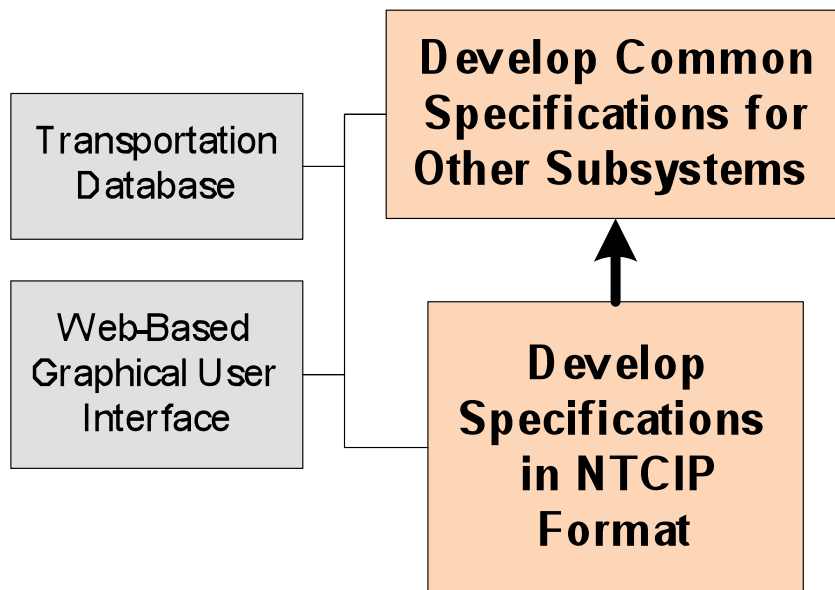 Develop Common
Specifications for
Other Subsystems
Transportation
Database
Web-Based
Graphical User
Interface
Develop
Specifications
in NTCIP
Format